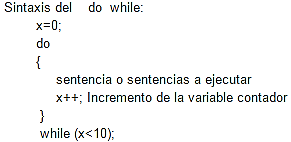 Sintaxis del do while:
x=0;
do
{
sentencia o sentencias a ejecutar
x++; Incremento de la variable contador
}
while (x<10);